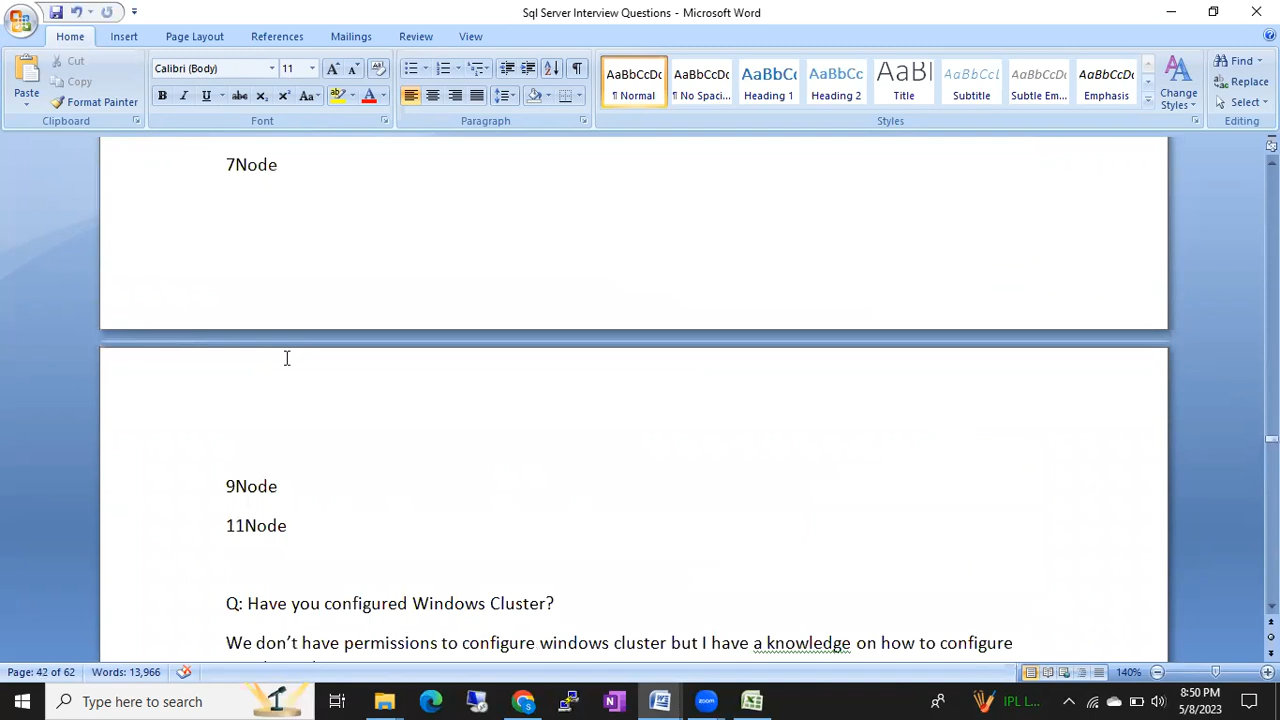 Sql Server Interview Questions - Microsoft Word
Home Insert Page Layout References Mailings Review View
Paste
Cut
Copy
Format Painter
Clipboard
Calibri (Body) 11
Font
Paragraph
AaBbCcDc AaBbCcDc AaBbCc AaBbCc AaBl AaBbCcL AaBbCcDc AaBbCcDc
¶ Normal ¶ No Spaci... Heading 1 Heading 2 Title Subtitle Subtle Em... Emphasis
Change Styles
Styles
Find
Replace
Select
Editing
7Node
9Node
11Node
Q: Have you configured Windows Cluster?
We don’t have permissions to configure windows cluster but I have a knowledge on how to configure
Page: 42 of 62 Words: 13,966 140%
Type here to search
IPL L...
8:50 PM
5/8/2023